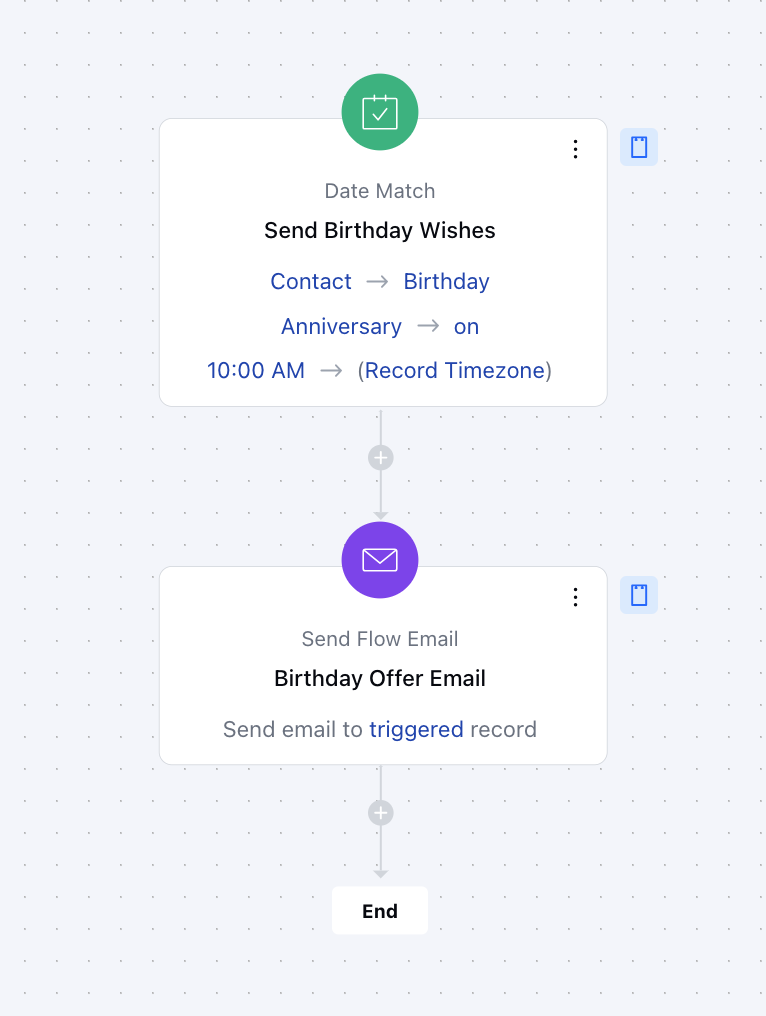 Date Match
Send Birthday Wishes
Contact → Birthday
Anniversary → on
10:00 AM → (Record Timezone)
Send Flow Email
Birthday Offer Email
Send email to triggered record
End